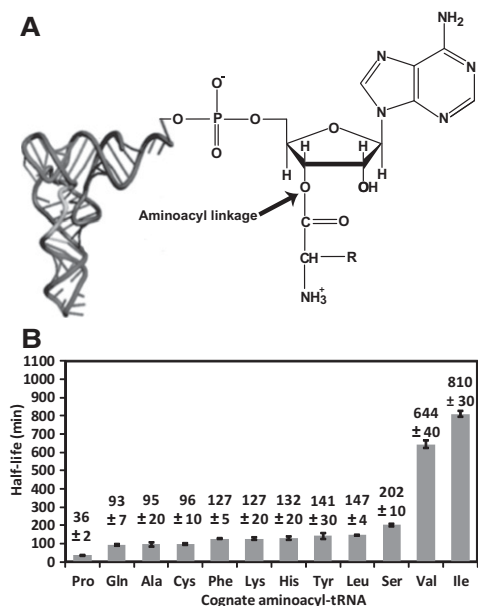 A
NH₂
N
N
N
N
O⁻
O
P
O
O
O
H
H
H
H
O
OH
Aminoacyl linkage
C
O
CH
R
NH₃⁺
B
1100
1000
900
800
700
600
500
400
300
200
100
0
Half-life (min)
36
±2
93
±7
95
±20
96
±10
127
±5
127
±20
132
±20
141
±30
147
±4
202
±10
644
±40
810
±30
Pro Gln Ala Cys Phe Lys His Tyr Leu Ser Val Ile
Cognate aminoacyl-tRNA